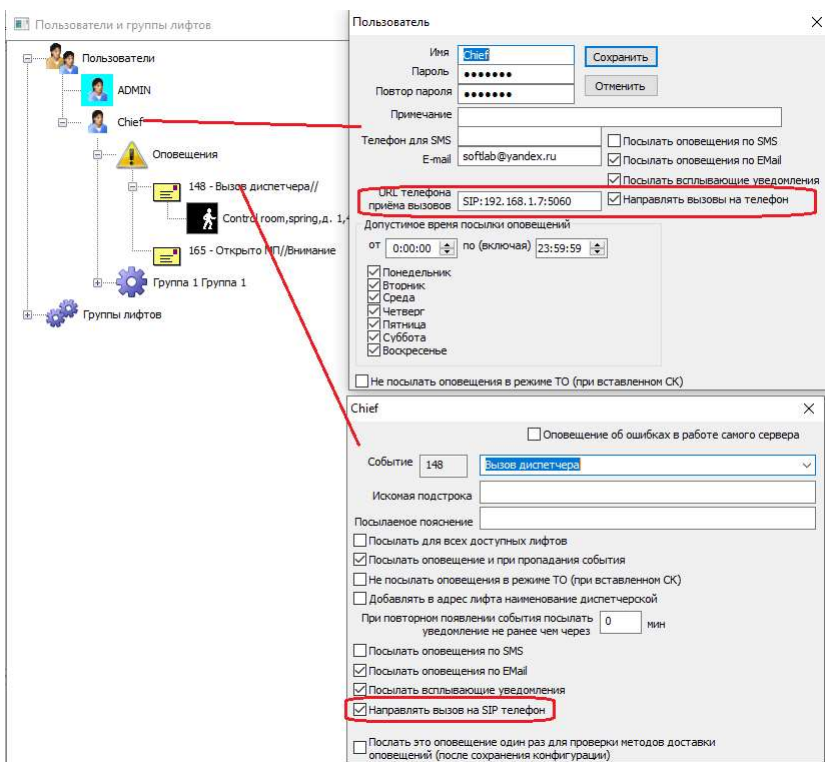 Пользователи и группы лифтов
Пользователи
ADMIN
Chief
Оповещения
148 - Вызов диспетчера//
Control room,spring,д. 1,
165 - Открыто МП//Внимание
Группа 1 Группа 1
Группы лифтов
Пользователь
Имя Chief Сохранить
Пароль ●●●●●●● Отменить
Повтор пароля ●●●●●●●
Примечание
Телефон для SMS Посылать оповещения по SMS
E-mail softlab@yandex.ru Посылать оповещения по EMail
Посылать всплывающие уведомления
URL телефона
приёма вызовов SIP:192.168.1.7:5060 Направлять вызовы на телефон
Допустимое время посылки оповещений
от 0:00:00 по (включая) 23:59:59
Понедельник
Вторник
Среда
Четверг
Пятница
Суббота
Воскресенье
Не посылать оповещения в режиме ТО (при вставленном СК)
Chief
Оповещение об ошибках в работе самого сервера
Событие 148 Вызов диспетчера
Искомая подстрока
Посылаемое пояснение
Посылать для всех доступных лифтов
Посылать оповещение и при пропадания события
Не посылать оповещения в режиме ТО (при вставленном СК)
Добавлять в адрес лифта наименование диспетчерской
При повторном появлении события посылать
уведомление не ранее чем через 0 мин
Посылать оповещения по SMS
Посылать оповещения по EMail
Посылать всплывающие уведомления
Направлять вызов на SIP телефон
Послать это оповещение один раз для проверки методов доставки
оповещений (после сохранения конфигурации)